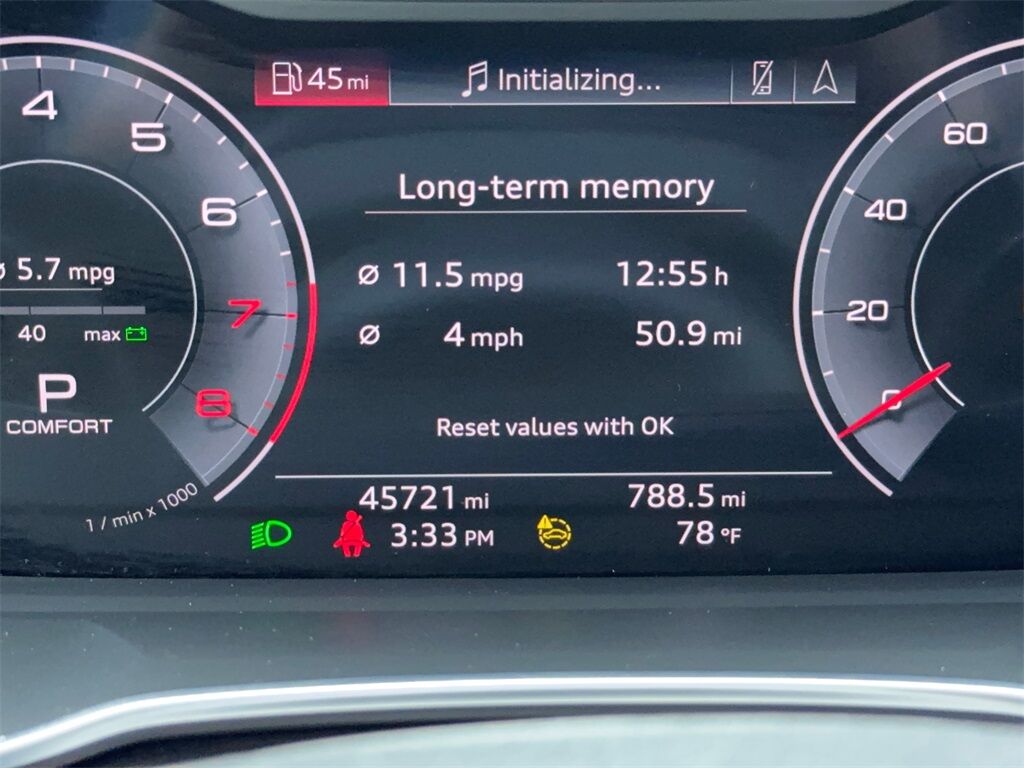 45 mi Initializing...
4
5
6
7
8
Long-term memory
Ø 5.7 mpg
40 max
P
COMFORT
1 / min x 1000
Ø 11.5 mpg 12:55 h
Ø 4 mph 50.9 mi
Reset values with OK
45721 mi 788.5 mi
3:33 PM 78 °F
60
40
20
0